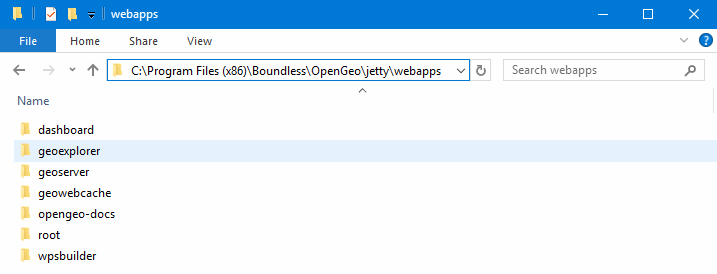 webapps
File Home Share View
C:\Program Files (x86)\Boundless\OpenGeo\jetty\webapps Search webapps
Name
dashboard
geoexplorer
geoserver
geowebcache
opengeo-docs
root
wpsbuilder